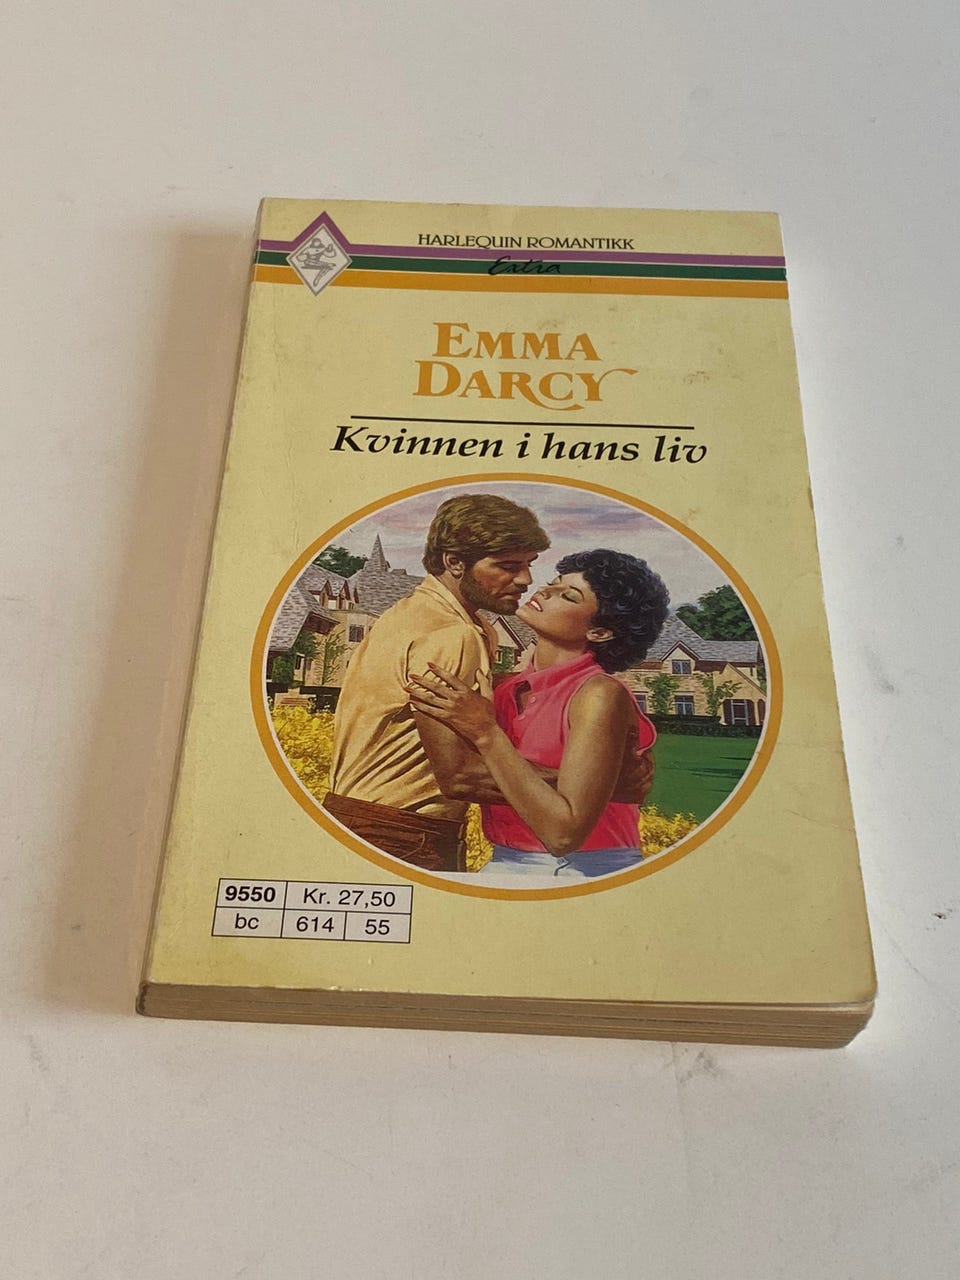 HARLEQUIN ROMANTIKK
Extra
EMMA
DARCY
Kvinnen i hans liv
9550 Kr. 27,50
bc 614 55